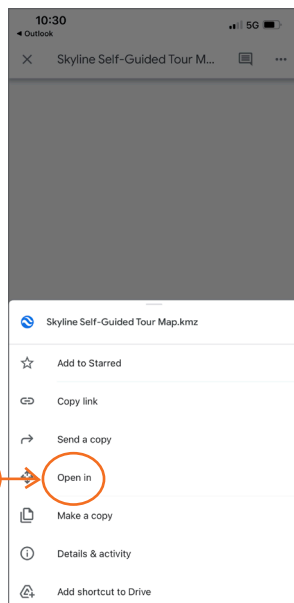 10:30
5G
◄ Outlook
Skyline Self-Guided Tour M...
Skyline Self-Guided Tour Map.kmz
Add to Starred
Copy link
Send a copy
Open in
Make a copy
Details & activity
Add shortcut to Drive